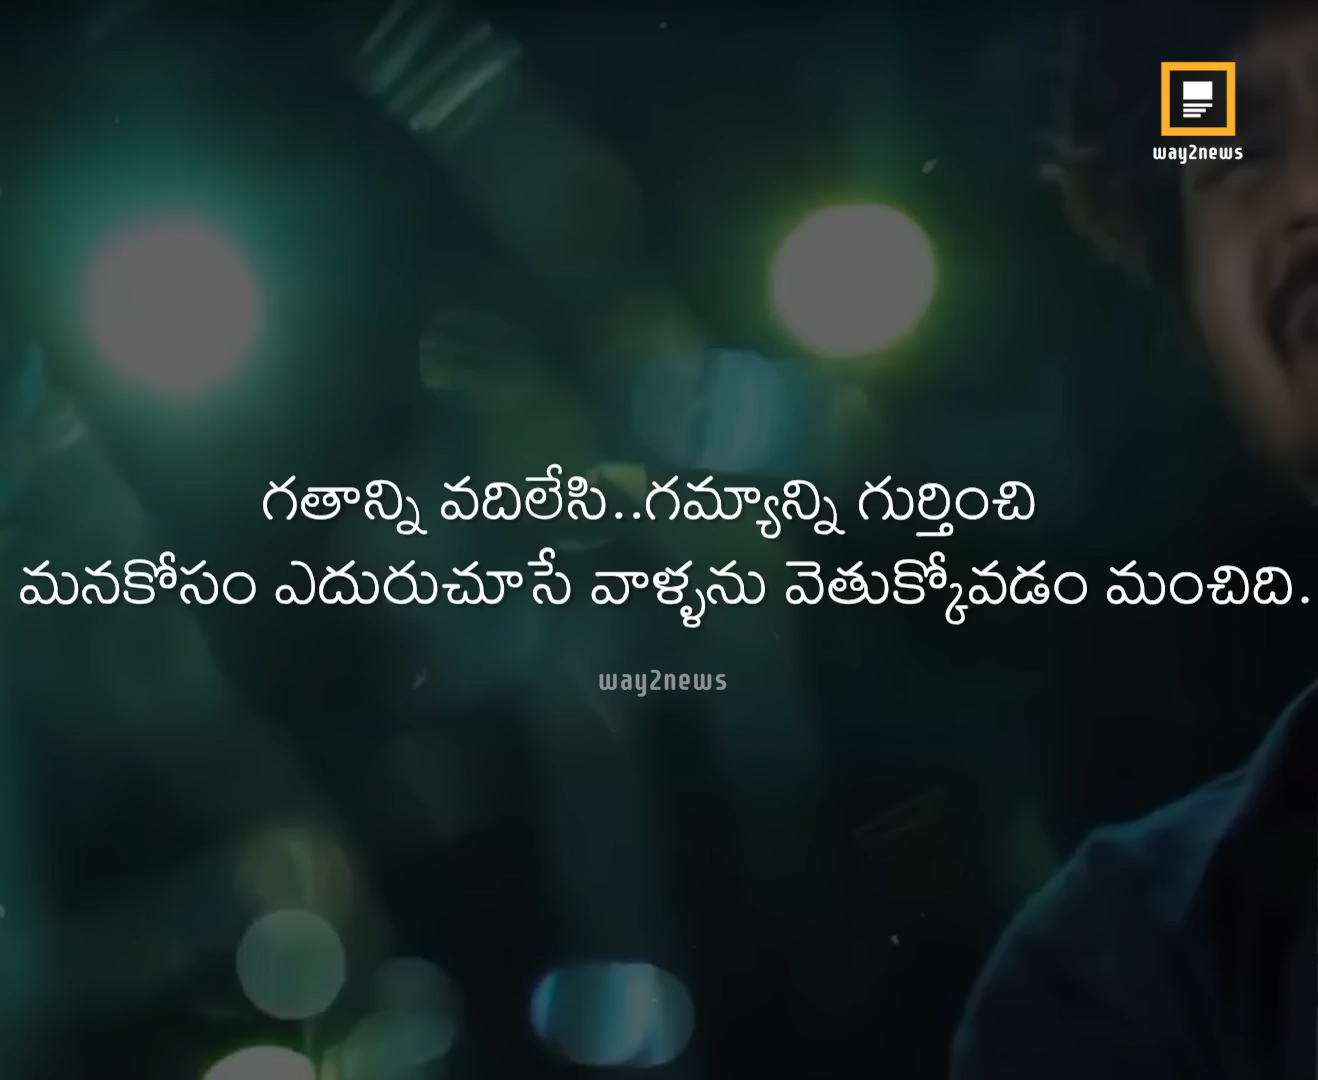 way2news
గతాన్ని వదిలేసి..గమ్యాన్ని గుర్తించి
మనకోసం ఎదురుచూసే వాళ్ళను వెతుక్కోవడం మంచిది.
way2news